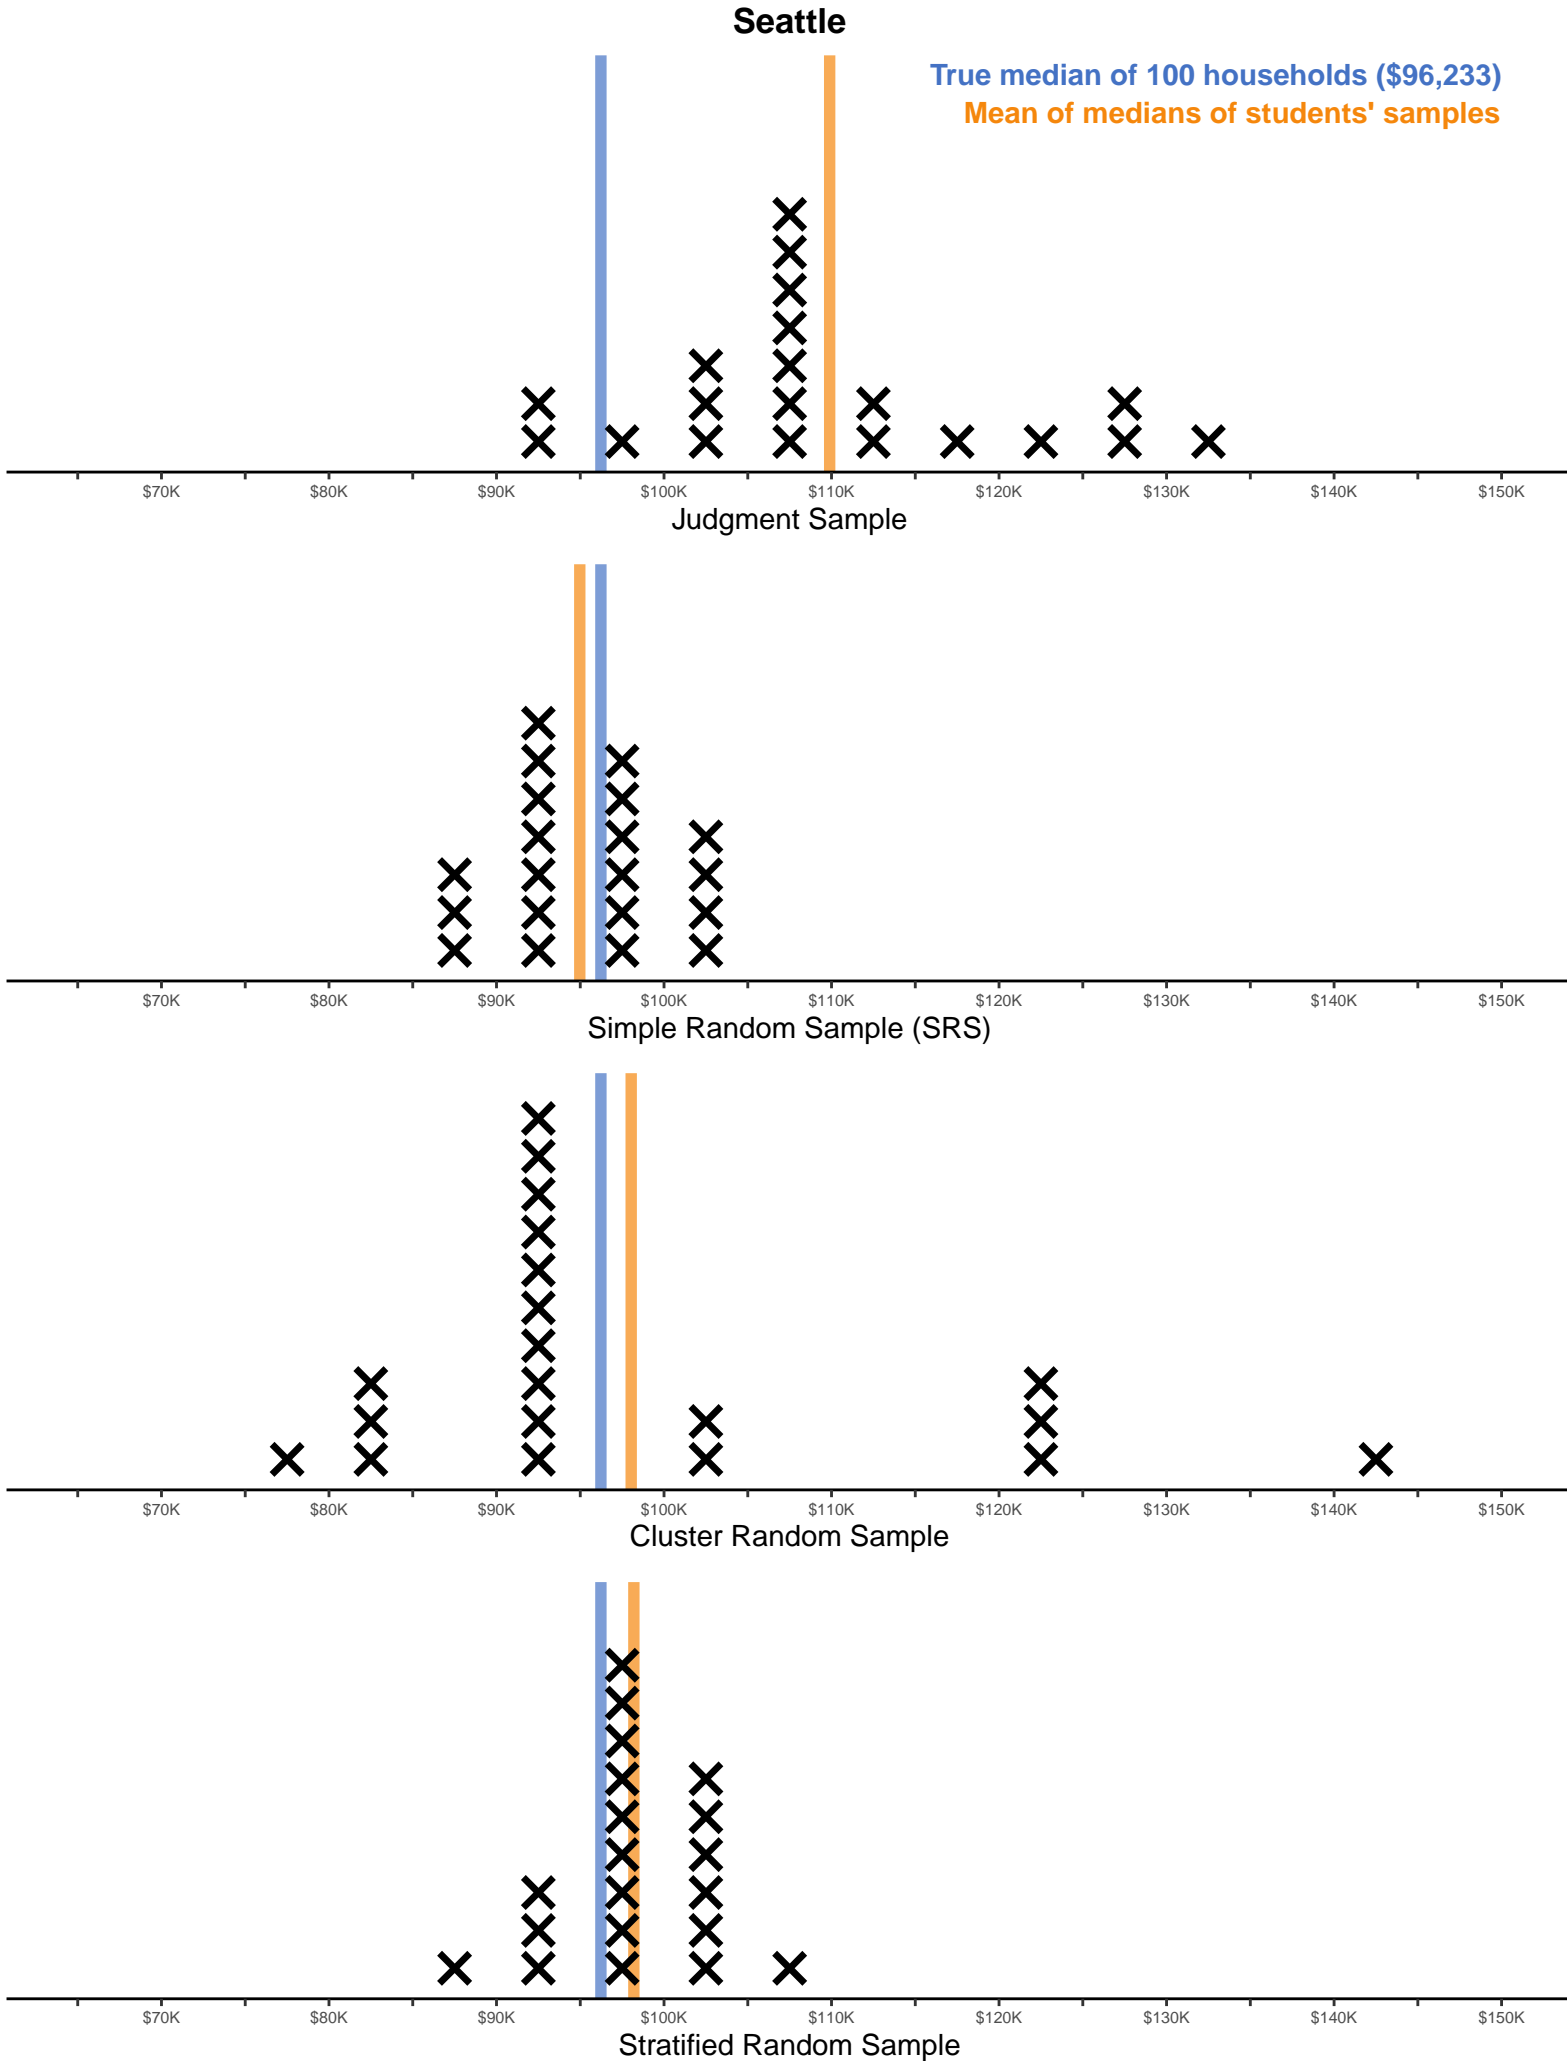 Seattle
True median of 100 households ($96,233)
Mean of medians of students' samples
$70K $80K $90K $100K $110K $120K $130K $140K $150K
Judgment Sample
$70K $80K $90K $100K $110K $120K $130K $140K $150K
Simple Random Sample (SRS)
$70K $80K $90K $100K $110K $120K $130K $140K $150K
Cluster Random Sample
$70K $80K $90K $100K $110K $120K $130K $140K $150K
Stratified Random Sample